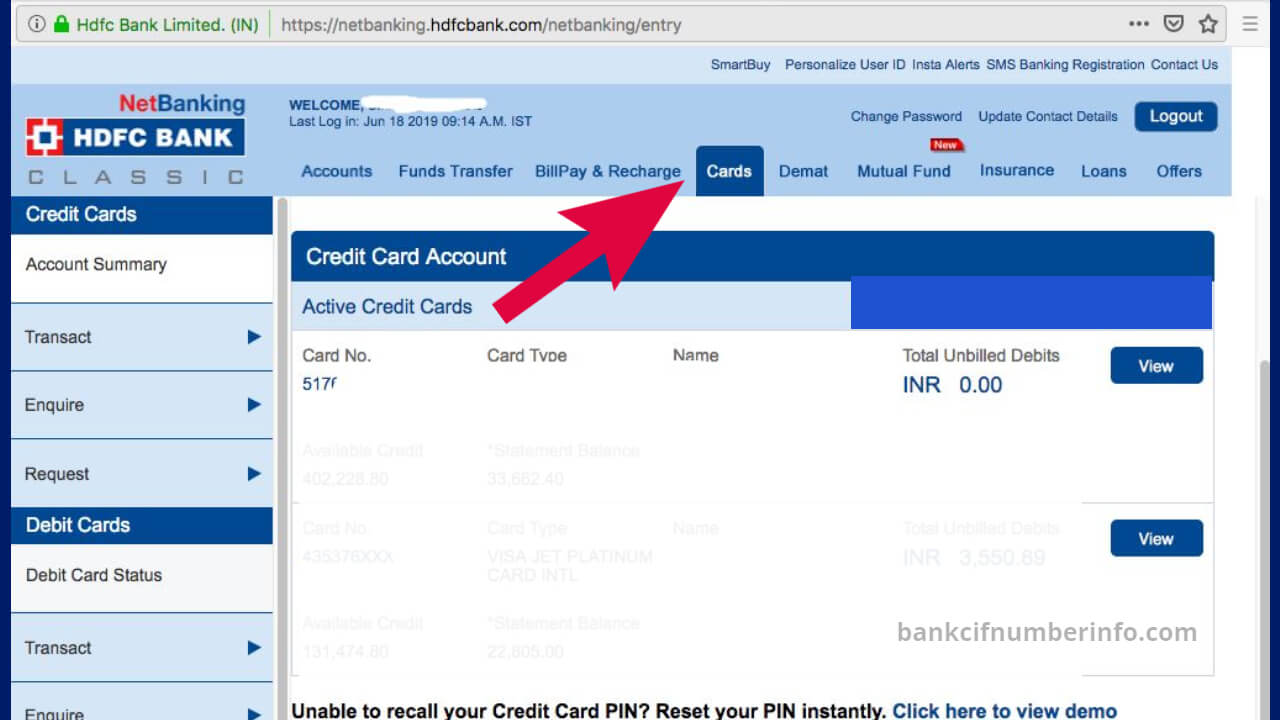 Hdfc Bank Limited. (IN) https://netbanking.hdfcbank.com/netbanking/entry
SmartBuy Personalize User ID Insta Alerts SMS Banking Registration Contact Us
NetBanking
HDFC BANK
CLASSIC
WELCOME,
Last Log in: Jun 18 2019 09:14 A.M. IST
Change Password Update Contact Details Logout
New
Accounts Funds Transfer BillPay & Recharge Cards Demat Mutual Fund Insurance Loans Offers
Credit Cards
Account Summary
Transact
Enquire
Request
Debit Cards
Debit Card Status
Transact
Enquire
Credit Card Account
Active Credit Cards
Card No. Card Type Name Total Unbilled Debits
517 INR 0.00
View
Available Credit *Statement Balance
402,228.80 33,662.40
Card No. Card Type Name Total Unbilled Debits
435376XXX VISA JET PLATINUM INR 3,550.89
CARD INTL
View
Available Credit *Statement Balance
131,474.80 22,805.00
bankcifnumberinfo.com
Unable to recall your Credit Card PIN? Reset your PIN instantly. Click here to view demo